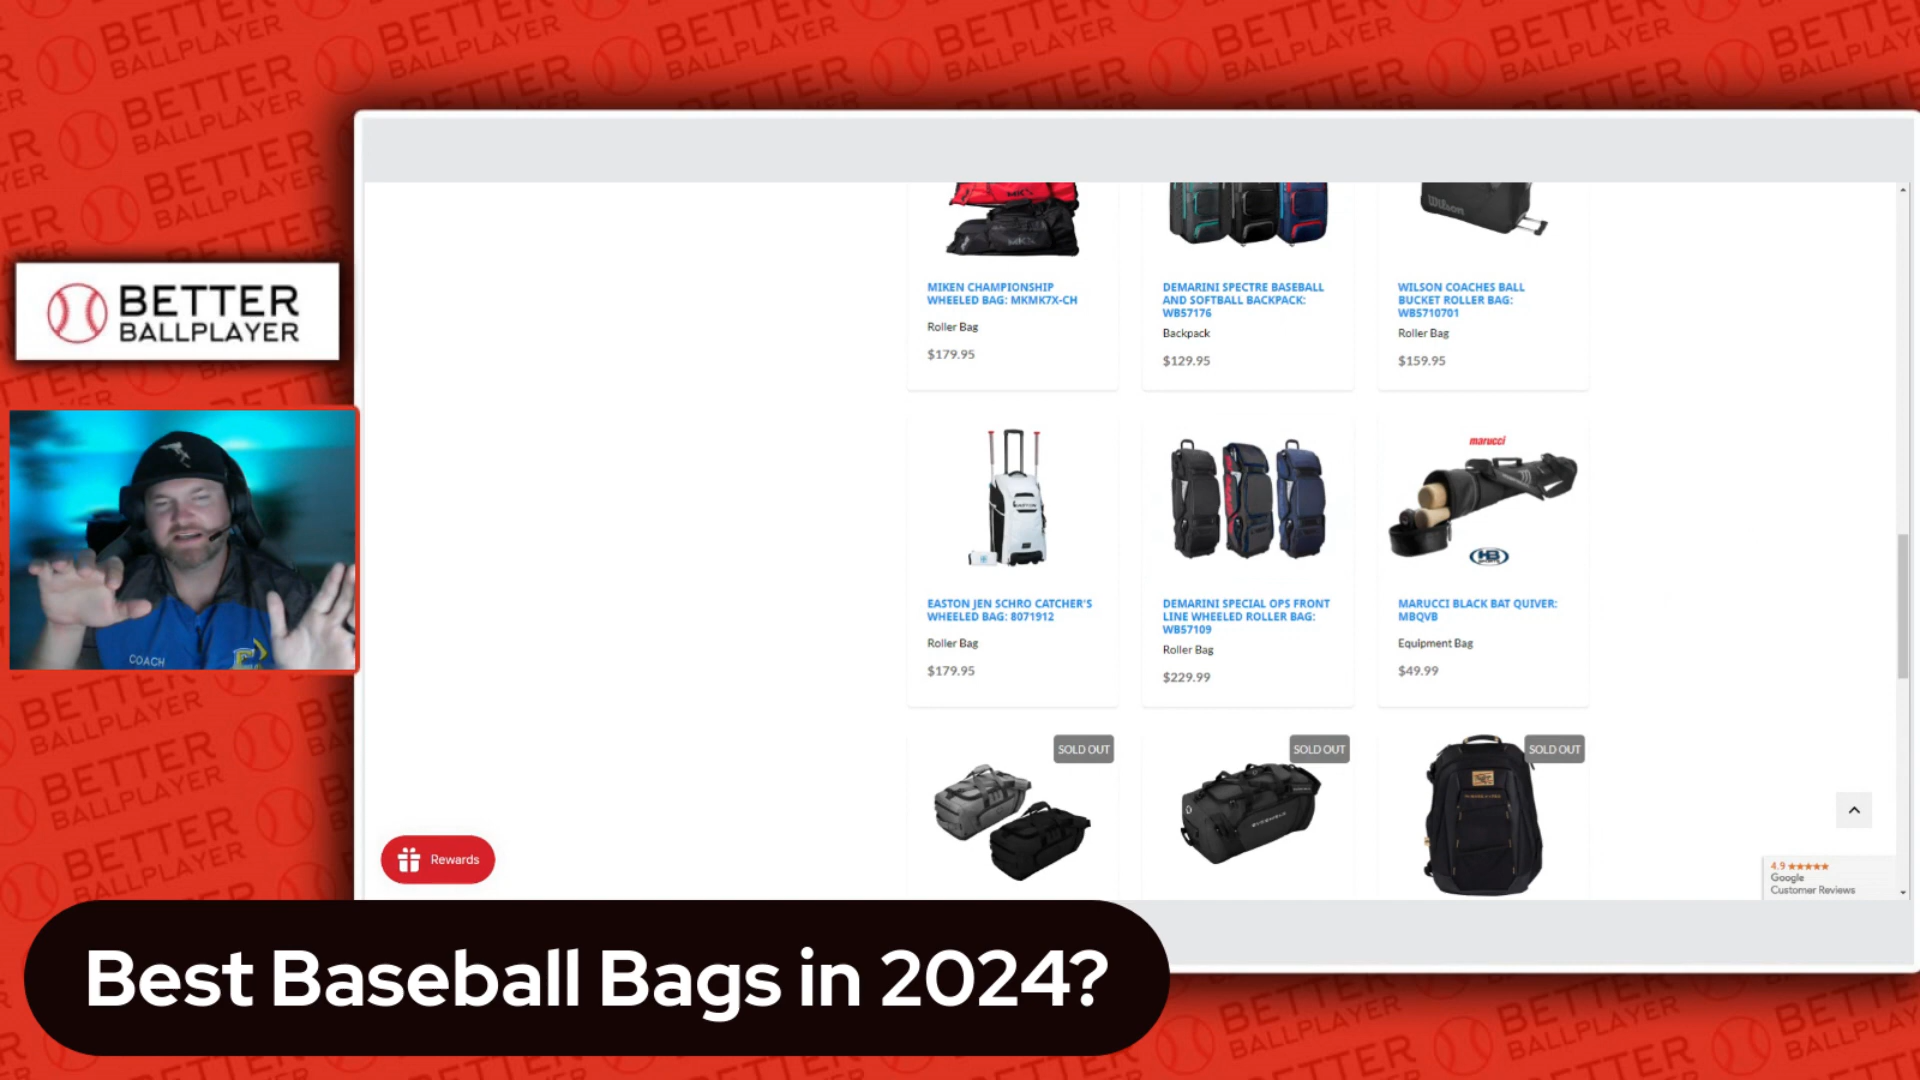 BETTER
BALLPLAYER
COACH
MK
Wilson
MIKEN CHAMPIONSHIP
WHEELED BAG: MKMK7X-CH
Roller Bag
$179.95
DEMARINI SPECTRE BASEBALL
AND SOFTBALL BACKPACK:
WB57176
Backpack
$129.95
WILSON COACHES BALL
BUCKET ROLLER BAG:
WB5710701
Roller Bag
$159.95
EASTON JEN SCHRO CATCHER'S
WHEELED BAG: 8071912
Roller Bag
$179.95
DEMARINI SPECIAL OPS FRONT
LINE WHEELED ROLLER BAG:
WB57109
Roller Bag
$229.99
marucci
HB
MARUCCI BLACK BAT QUIVER:
MBQVB
Equipment Bag
$49.99
SOLD OUT
SOLD OUT
SOLD OUT
Rewards
4.9 ★★★★★
Google
Customer Reviews
Best Baseball Bags in 2024?